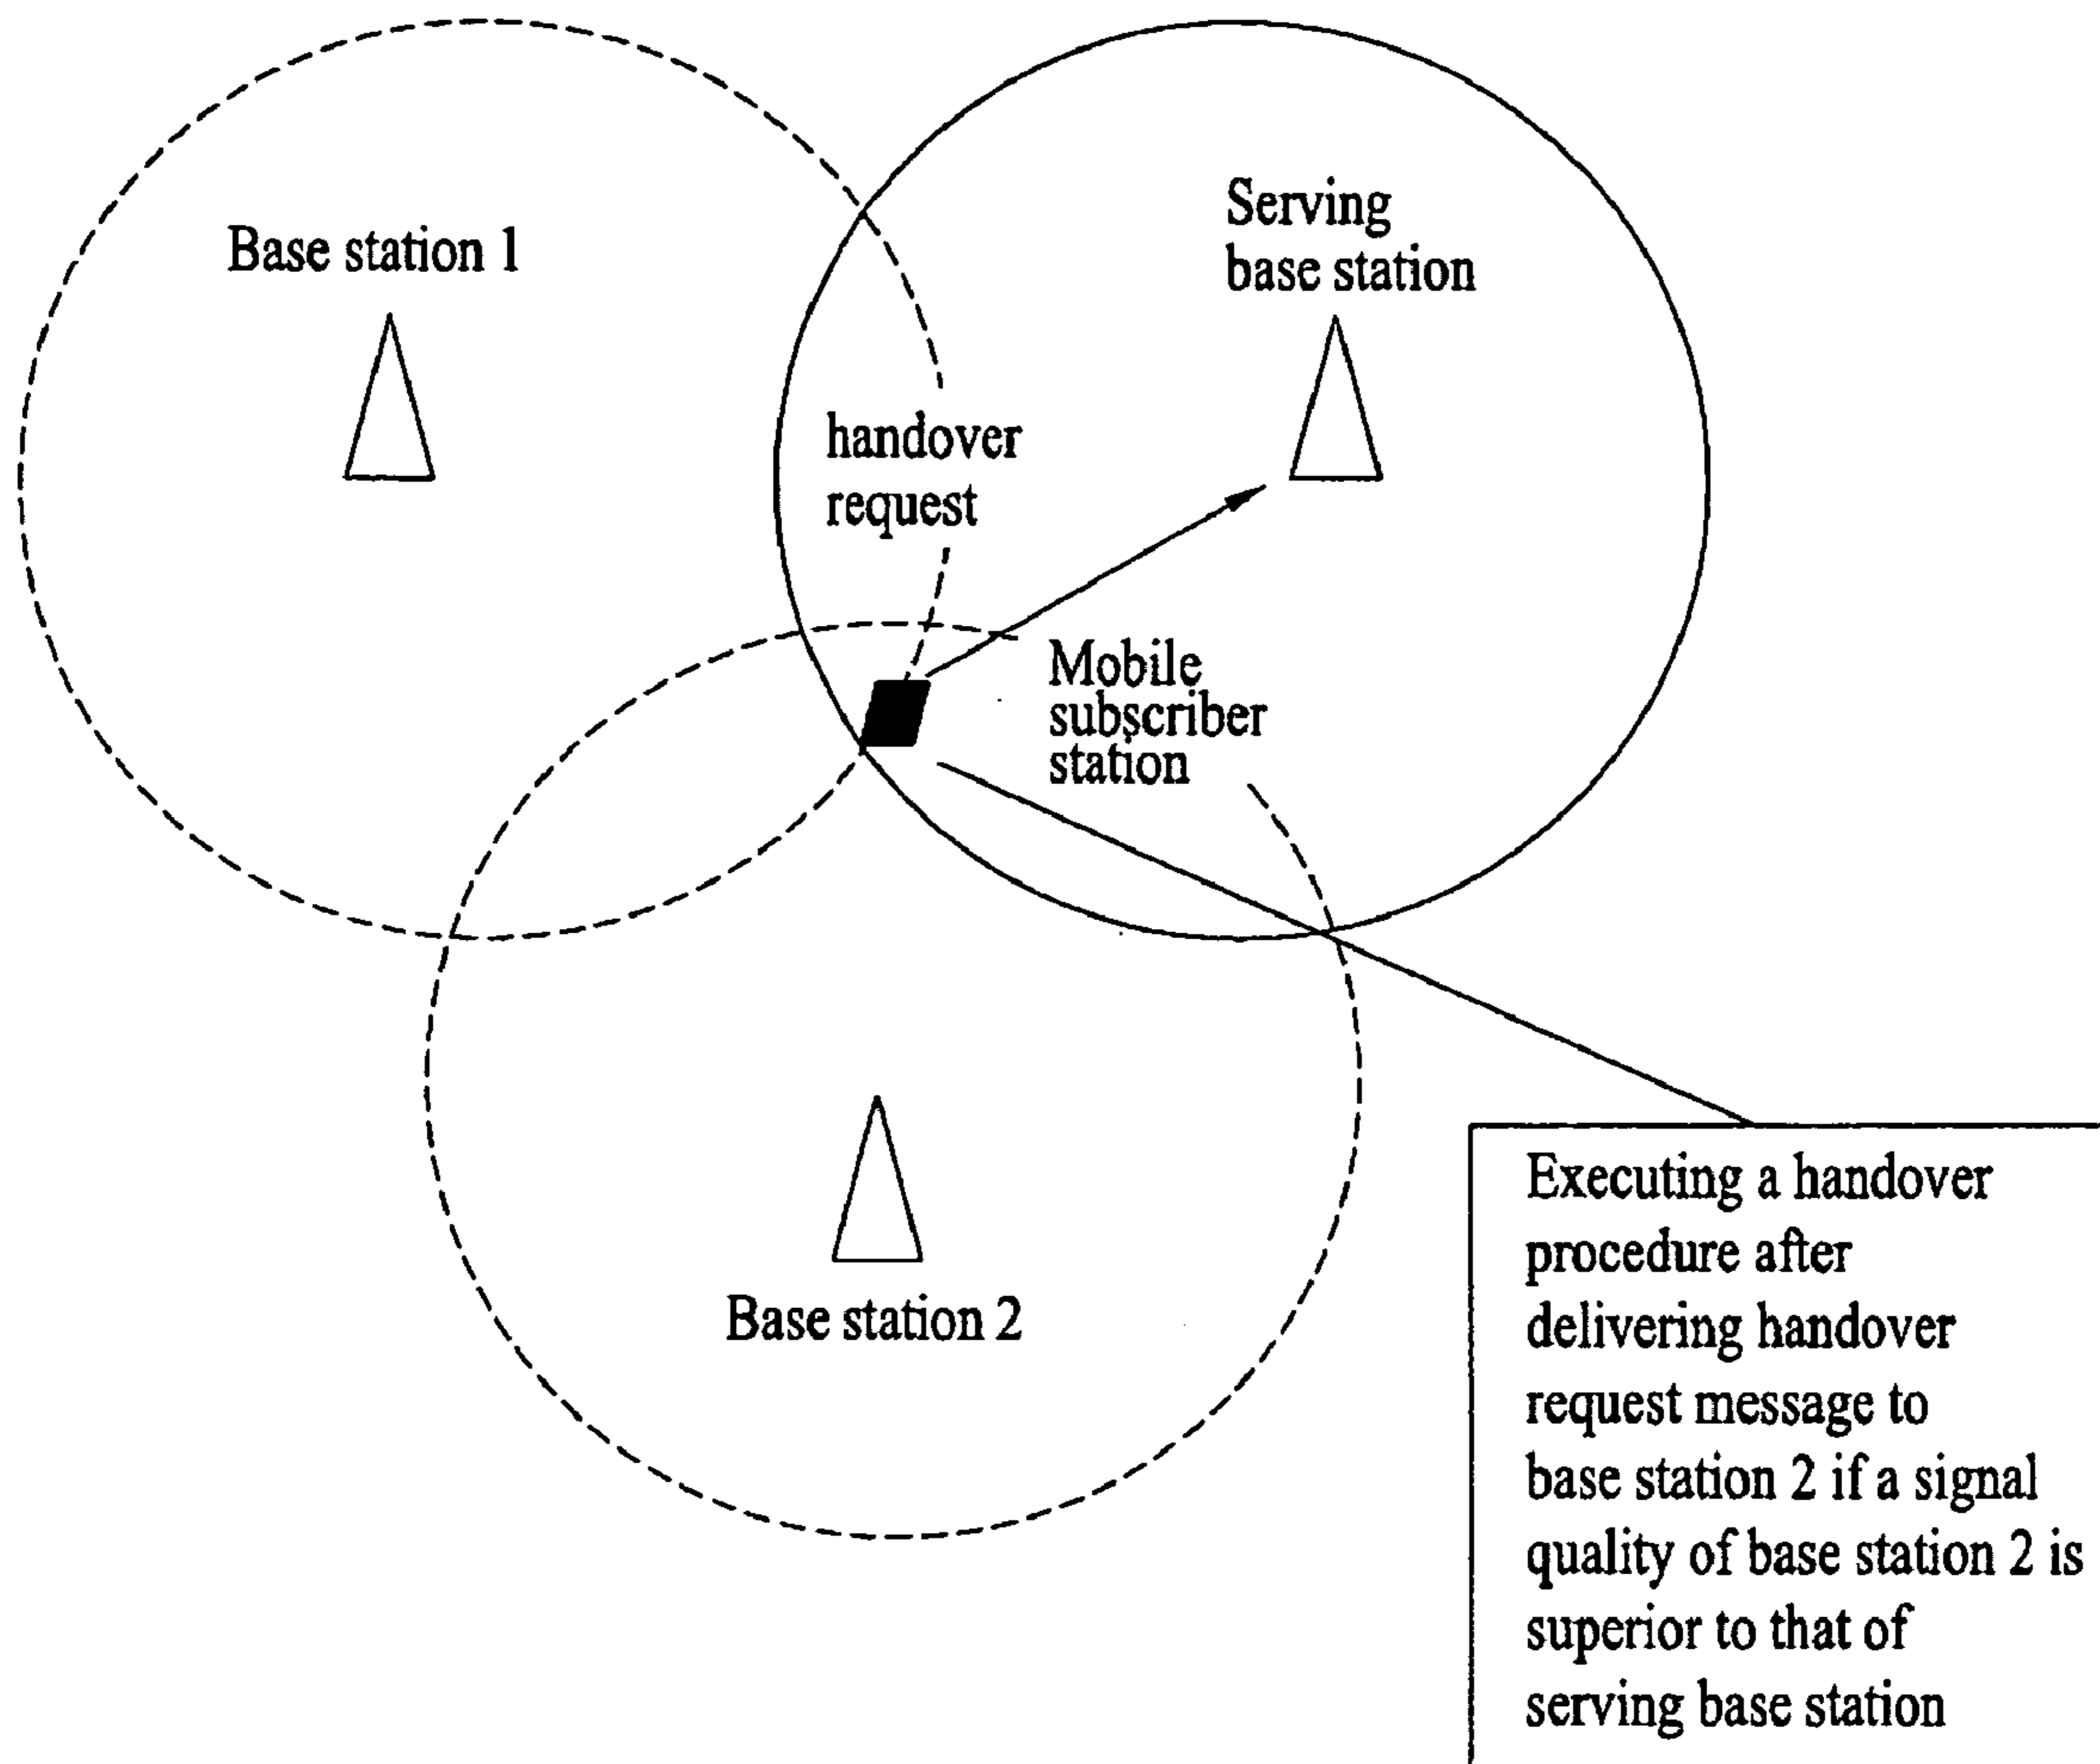 Base station 1
Serving
base station
handover
request
Mobile
subscriber
station
Base station 2
Executing a handover
procedure after
delivering handover
request message to
base station 2 if a signal
quality of base station 2 is
superior to that of
serving base station